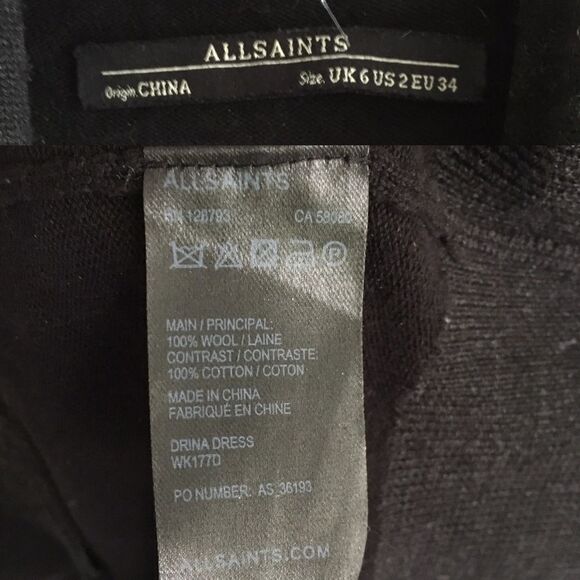 ALLSAINTS
Origin. CHINA Size. UK 6 US 2 EU 34
ALLSAINTS
RN 128793 CA 58080
P
MAIN / PRINCIPAL:
100% WOOL / LAINE
CONTRAST / CONTRASTE:
100% COTTON / COTON
MADE IN CHINA
FABRIQUÉ EN CHINE
DRINA DRESS
WK177D
PO NUMBER: AS_36193
ALLSAINTS.COM